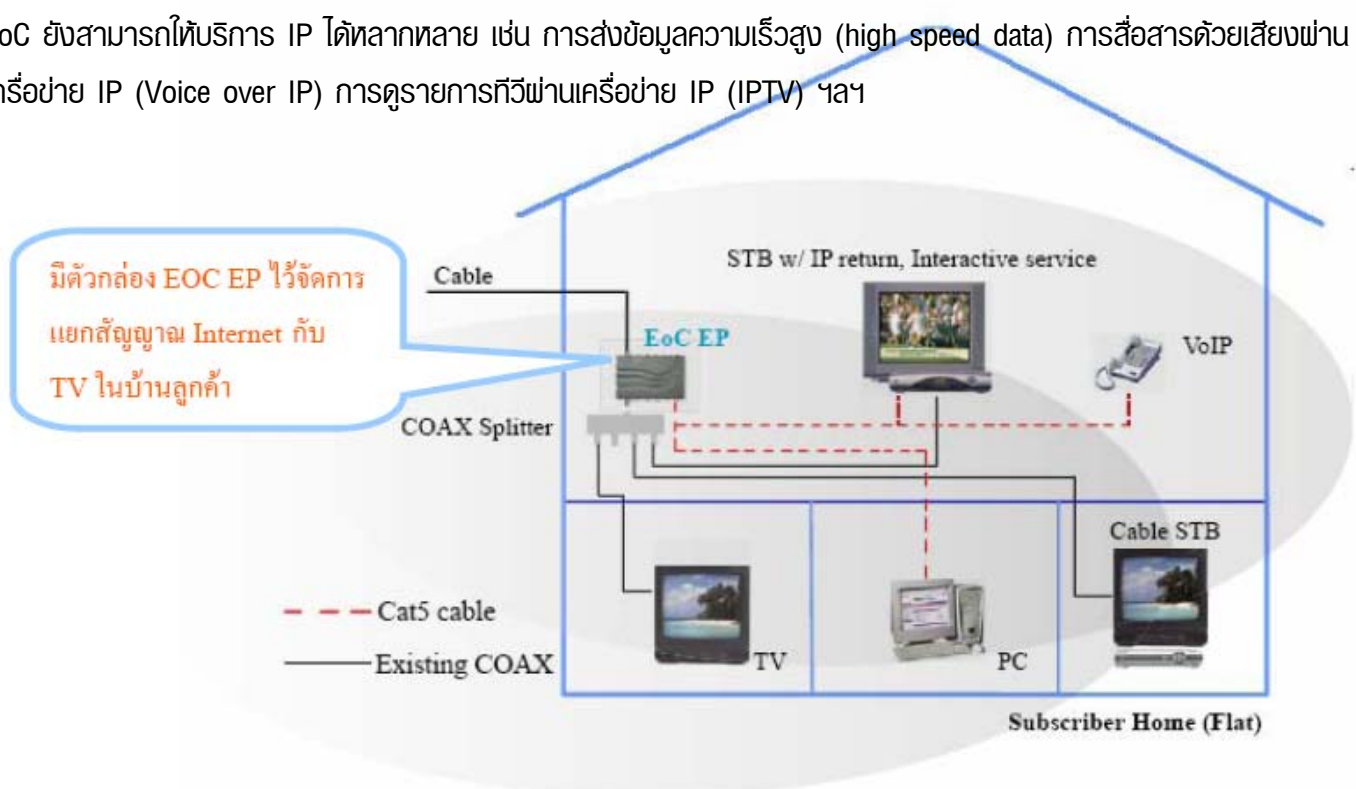 oC ยังสามารถให้บริการ IP ได้หลากหลาย เช่น การส่งข้อมูลความเร็วสูง (high speed data) การสื่อสารด้วยเสียงผ่าน
ครือข่าย IP (Voice over IP) การดูรายการทีวีผ่านเครือข่าย IP (IPTV) ฯลฯ
มีตัวกล่อง EOC EP ไว้จัดการ
แยกสัญญาณ Internet กับ
TV ในบ้านลูกค้า
Cable
STB w/ IP return, Interactive service
EoC EP
VoIP
COAX Splitter
Cable STB
Cat5 cable
Existing COAX
TV
PC
Subscriber Home (Flat)